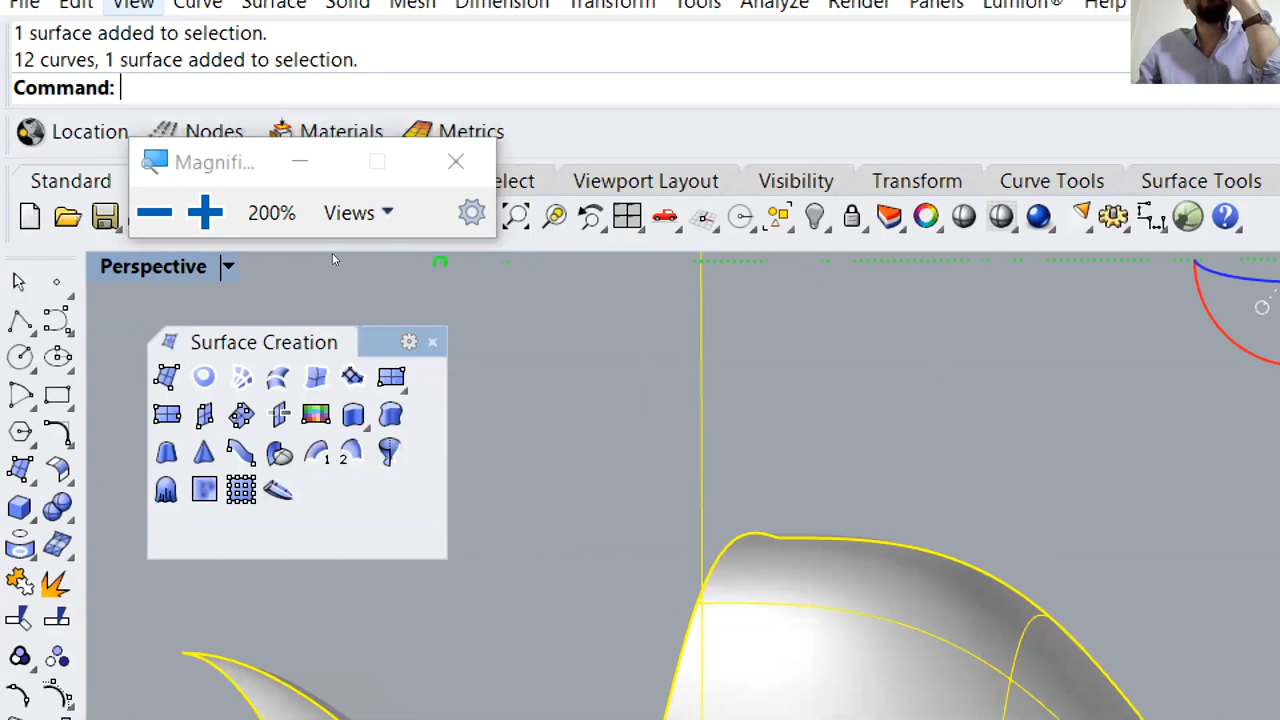 File Edit View Curve Surface Solid Mesh Dimension Transform Tools Analyze Render Panels Lumion® Help
1 surface added to selection.
12 curves, 1 surface added to selection.
Command:
Location Nodes Materials Metrics
Magnifi...
Standard elect Viewport Layout Visibility Transform Curve Tools Surface Tools
200% Views
Perspective
Surface Creation
1 2